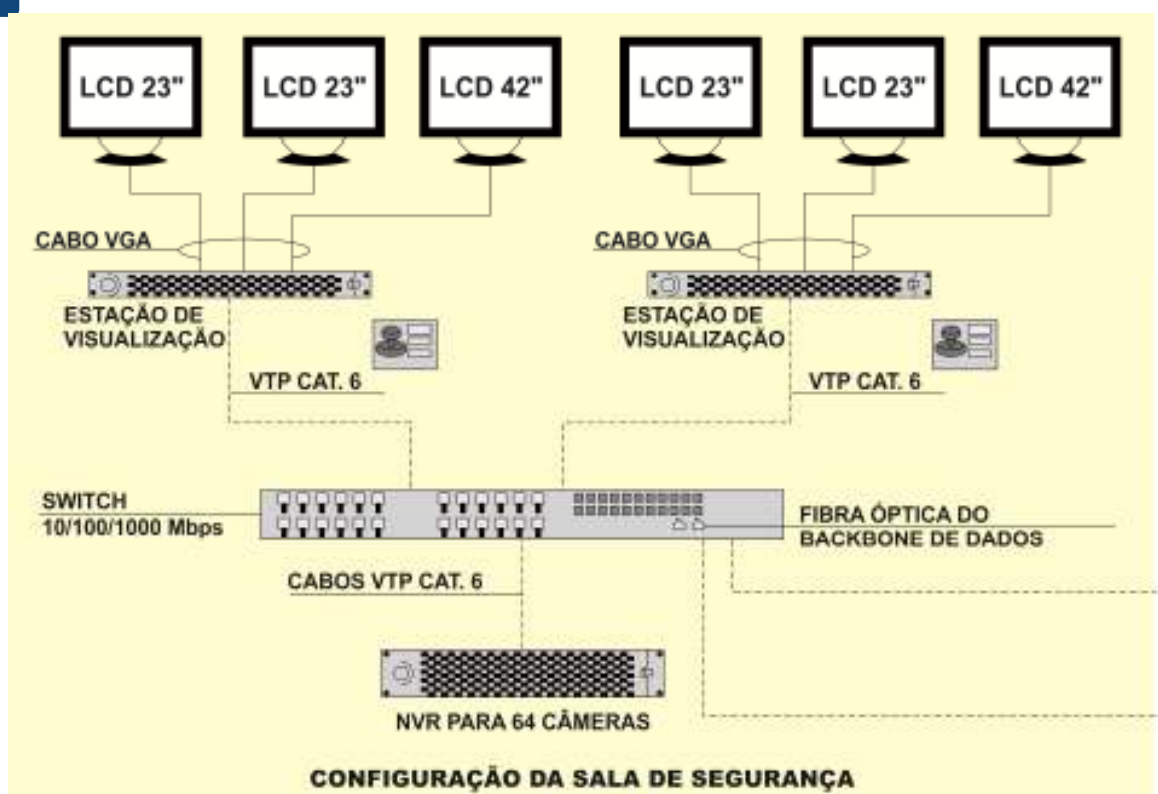 LCD 23"
LCD 23"
LCD 42"
LCD 23"
LCD 23"
LCD 42"
CABO VGA
CABO VGA
ESTAÇÃO DE
VISUALIZAÇÃO
ESTAÇÃO DE
VISUALIZAÇÃO
VTP CAT. 6
VTP CAT. 6
SWITCH
10/100/1000 Mbps
FIBRA ÓPTICA DO
BACKBONE DE DADOS
CABOS VTP CAT. 6
NVR PARA 64 CÂMERAS
CONFIGURAÇÃO DA SALA DE SEGURANÇA